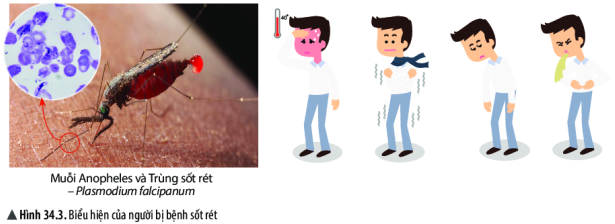 40°
Muỗi Anopheles và Trùng sốt rét
– Plasmodium falcipanum
▲ Hình 34.3. Biểu hiện của người bị bệnh sốt rét